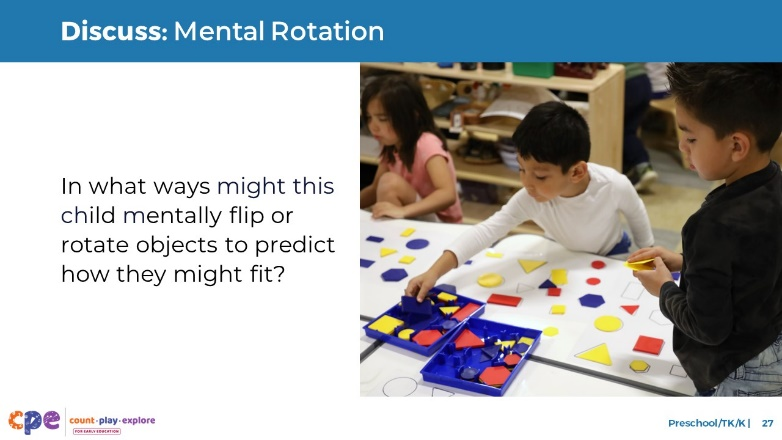 Discuss: Mental Rotation
In what ways might this
child mentally flip or
rotate objects to predict
how they might fit?
cpe
count·play·explore
FOR EARLY EDUCATION
Preschool/TK/K | 27